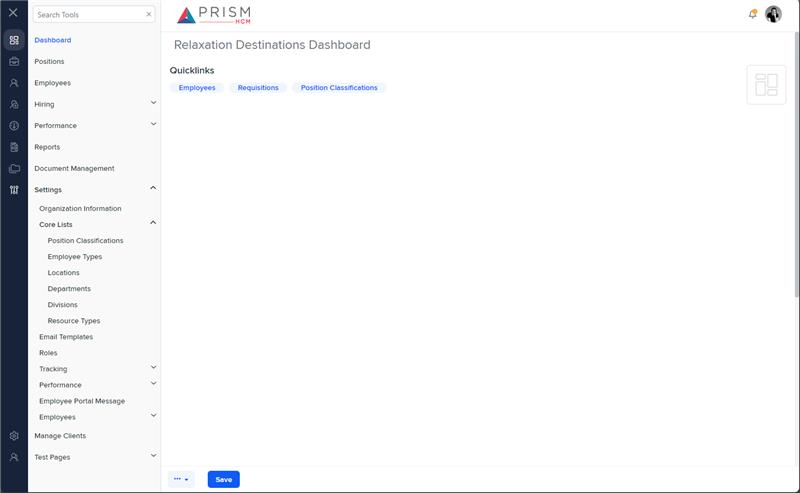 Search Tools
PRISM
HCM
Dashboard
Positions
Employees
Hiring
Performance
Reports
Document Management
Settings
Organization Information
Core Lists
Position Classifications
Employee Types
Locations
Departments
Divisions
Resource Types
Email Templates
Roles
Tracking
Performance
Employee Portal Message
Employees
Manage Clients
Test Pages
Relaxation Destinations Dashboard
Quicklinks
Employees Requisitions Position Classifications
Save